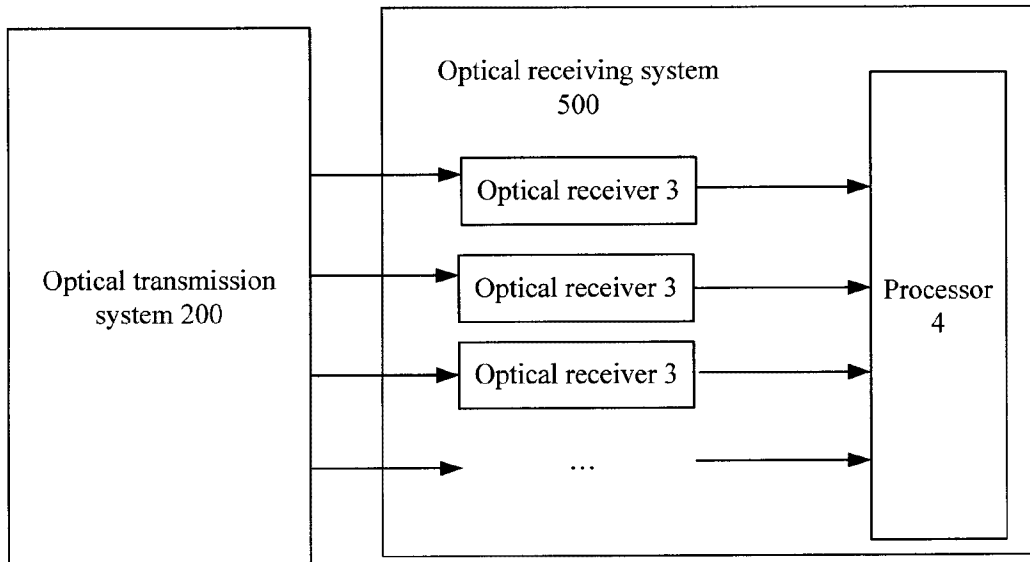 Optical receiving system
500
Optical receiver 3
Optical transmission
system 200
Optical receiver 3
Processor
4
Optical receiver 3
...